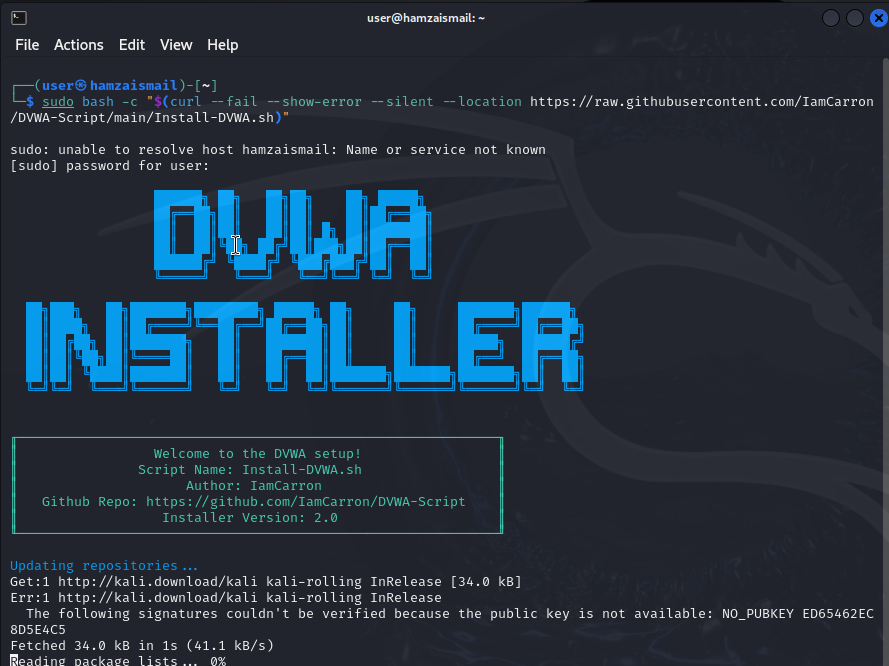 user@hamzaismail: ~
File Actions Edit View Help
┌──(user㉿hamzaismail)-[~]
└─$ sudo bash -c "$(curl --fail --show-error --silent --location https://raw.githubusercontent.com/IamCarron
/DVWA-Script/main/Install-DVWA.sh)"
sudo: unable to resolve host hamzaismail: Name or service not known
[sudo] password for user:
DVWA
INSTALLER
Welcome to the DVWA setup!
Script Name: Install-DVWA.sh
Author: IamCarron
Github Repo: https://github.com/IamCarron/DVWA-Script
Installer Version: 2.0
Updating repositories...
Get:1 http://kali.download/kali kali-rolling InRelease [34.0 kB]
Err:1 http://kali.download/kali kali-rolling InRelease
The following signatures couldn't be verified because the public key is not available: NO_PUBKEY ED65462EC
8D5E4C5
Fetched 34.0 kB in 1s (41.1 kB/s)
Reading package lists... 0%